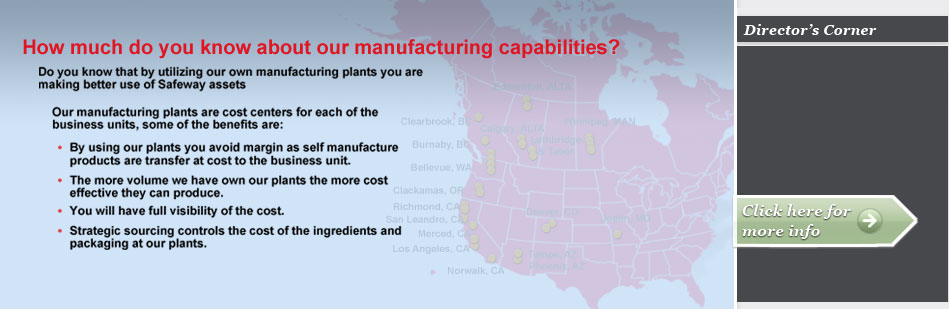 How much do you know about our manufacturing capabilities?
Do you know that by utilizing our own manufacturing plants you are
making better use of Safeway assets
Our manufacturing plants are cost centers for each of the
business units, some of the benefits are:
• By using our plants you avoid margin as self manufacture
products are transfer at cost to the business unit.
• The more volume we have own our plants the more cost
effective they can produce.
• You will have full visibility of the cost.
• Strategic sourcing controls the cost of the ingredients and
packaging at our plants.
Edmonton, ALTA
Clearbrook, BC
Calgary, ALTA
Winnipeg, MAN
Burnaby, BC
Lethbridge
& Taber
Bellevue, WA
Clackamas, OR
Richmond, CA
San Leandro, CA
Merced, CA
Los Angeles, CA
Norwalk, CA
Denver, CO
Joplin, MO
Tempe, AZ
Phoenix, AZ
Director's Corner
Click here for
more info